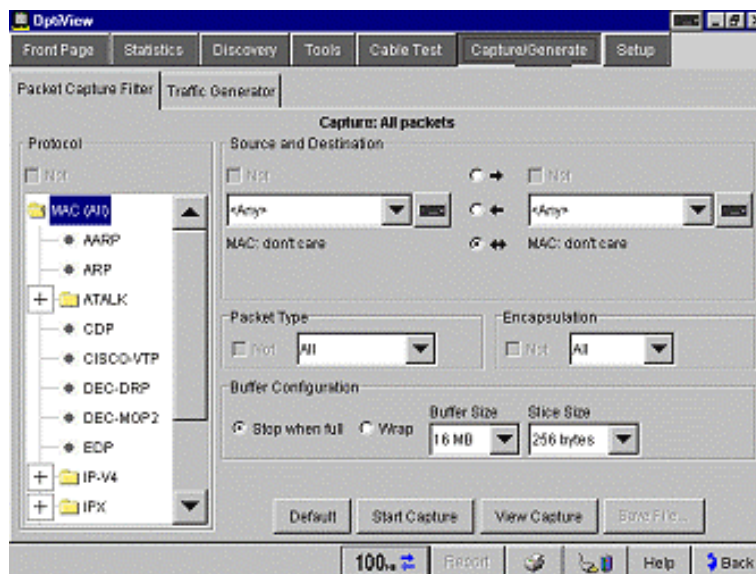 OptiView
Front Page Statistics Discovery Tools Cable Test Capture/Generate Setup
Packet Capture Filter Traffic Generator
Capture: All packets
Protocol
Not
MAC (All)
AARP
ARP
ATALK
CDP
CISCO-VTP
DEC-DRP
DEC-MOP2
EDP
IP-V4
IPX
Source and Destination
Not Not
<Any> <Any>
MAC: don't care MAC: don't care
Packet Type
Not All
Encapsulation
Not All
Buffer Configuration
Stop when full Wrap
Buffer Size Slice Size
16 MB 256 bytes
Default Start Capture View Capture Save File...
100 Report Help Back